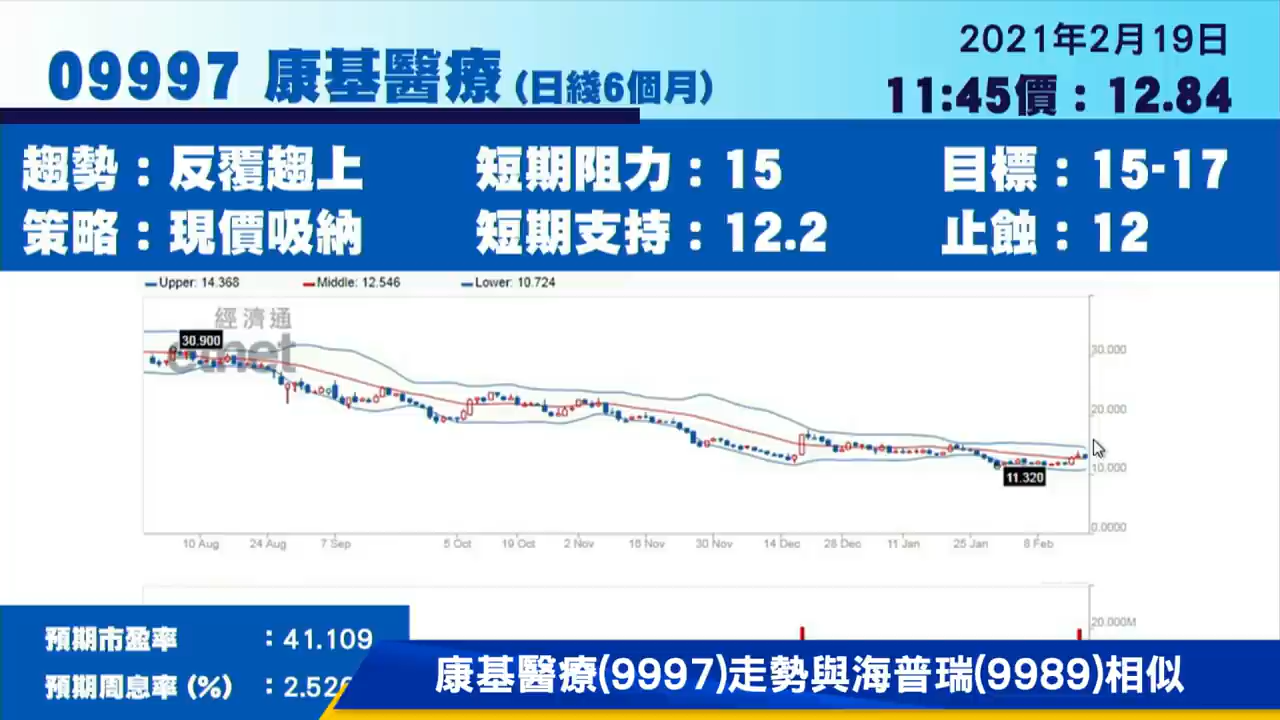 09997 康基醫療 (日綫6個月)
2021年2月19日
11:45價：12.84
趨勢：反覆趨上 短期阻力：15 目標：15-17
策略：現價吸納 短期支持：12.2 止蝕：12
Upper: 14.368 Middle: 12.546 Lower: 10.724
經濟通
etnet
30.900
11.320
30.000
20.000
10.000
0.0000
10 Aug 24 Aug 7 Sep 5 Oct 19 Oct 2 Nov 16 Nov 30 Nov 14 Dec 28 Dec 11 Jan 25 Jan 8 Feb
20.000M
預期市盈率 ：41.109
預期周息率 (%) ：2.526
康基醫療(9997)走勢與海普瑞(9989)相似